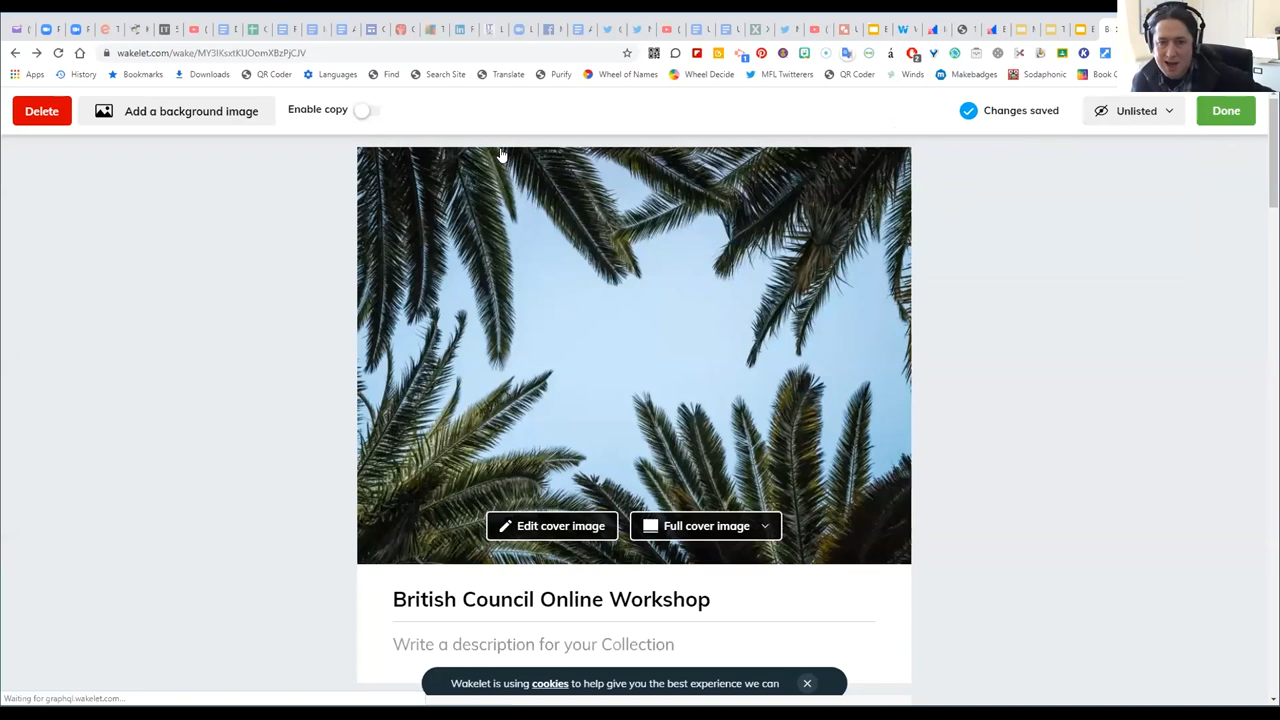 wakelet.com/wake/MY3IKsxtKUOomXBzPjCJV
Apps History Bookmarks Downloads QR Coder Languages Find Search Site Translate Purify Wheel of Names Wheel Decide MFL Twitterers QR Coder Winds Makebadges Sodaphonic Book
Delete Add a background image Enable copy Changes saved Unlisted Done
Edit cover image Full cover image
British Council Online Workshop
Write a description for your Collection
Wakelet is using cookies to help give you the best experience we can
Waiting for graphql.wakelet.com...